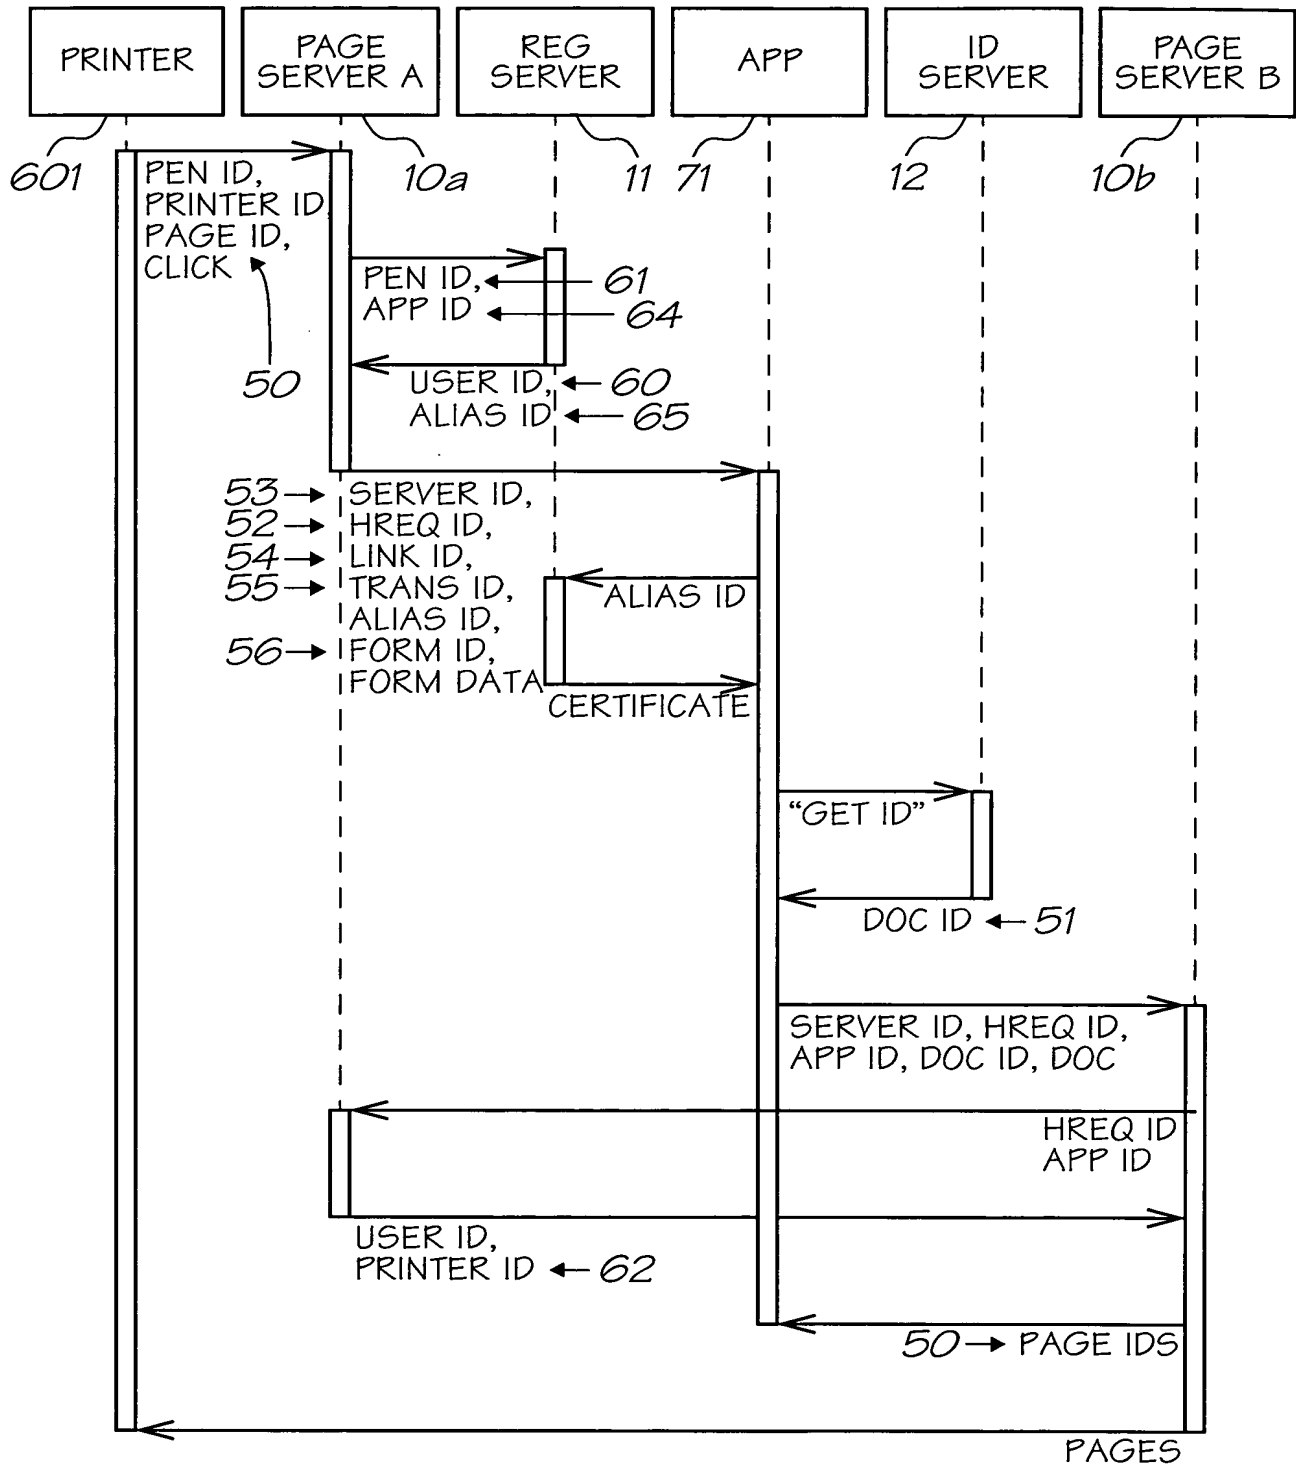 PRINTER
PAGE
SERVER A
REG
SERVER
APP
ID
SERVER
PAGE
SERVER B
601
10a
11
71
12
10b
PEN ID,
PRINTER ID
PAGE ID,
CLICK
50
PEN ID, 61
APP ID 64
USER ID, 60
ALIAS ID 65
53 SERVER ID,
52 HREQ ID,
54 LINK ID,
55 TRANS ID,
ALIAS ID,
56 FORM ID,
FORM DATA
ALIAS ID
CERTIFICATE
“GET ID”
DOC ID 51
SERVER ID, HREQ ID,
APP ID, DOC ID, DOC
HREQ ID
APP ID
USER ID,
PRINTER ID 62
50 PAGE IDS
PAGES